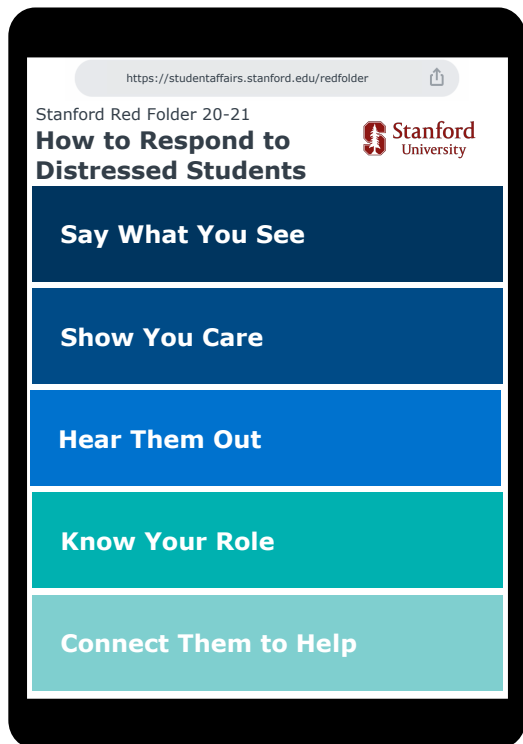 https://studentaffairs.stanford.edu/redfolder
Stanford Red Folder 20-21
How to Respond to
Distressed Students
Stanford
University
Say What You See
Show You Care
Hear Them Out
Know Your Role
Connect Them to Help